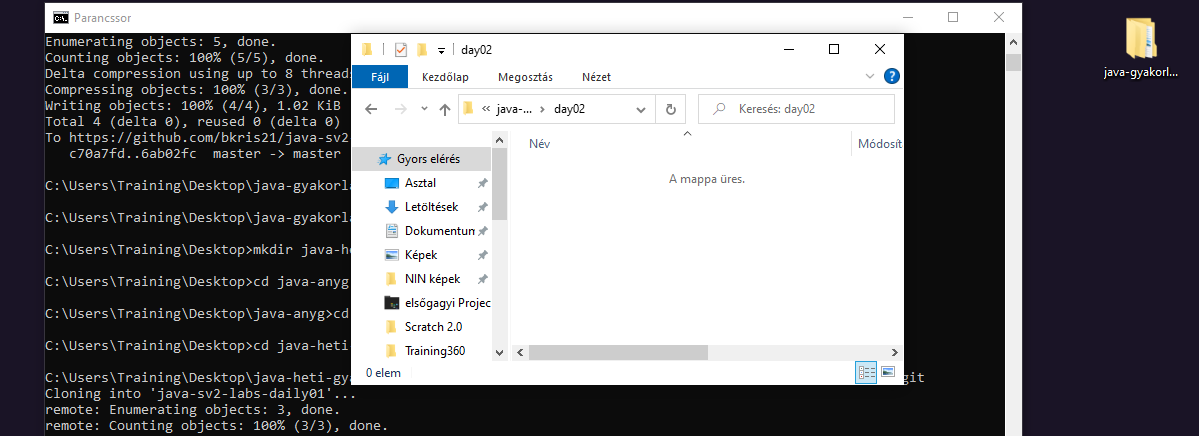 Parancssor
Enumerating objects: 5, done.
Counting objects: 100% (5/5), done.
Delta compression using up to 8 thread
Compressing objects: 100% (3/3), done.
Writing objects: 100% (4/4), 1.02 KiB
Total 4 (delta 0), reused 0 (delta 0)
To https://github.com/bkris21/java-sv2
c70a7fd..6ab02fc master -> master
C:\Users\Training\Desktop\java-gyakorla
C:\Users\Training\Desktop\java-gyakorla
C:\Users\Training\Desktop>mkdir java-he
C:\Users\Training\Desktop>cd java-anyg
C:\Users\Training\Desktop\java-anyg>cd
C:\Users\Training\Desktop>cd java-heti-
C:\Users\Training\Desktop\java-heti-gya
git
Cloning into 'java-sv2-labs-daily01'...
remote: Enumerating objects: 3, done.
remote: Counting objects: 100% (3/3), done.
day02
Fájl Kezdőlap Megosztás Nézet
« java-... > day02
Keresés: day02
Gyors elérés
Asztal
Letöltések
Dokumentum
Képek
NIN képek
elsőgagyi Projec
Scratch 2.0
Training360
Név Módosít
A mappa üres.
0 elem
java-gyakorl...